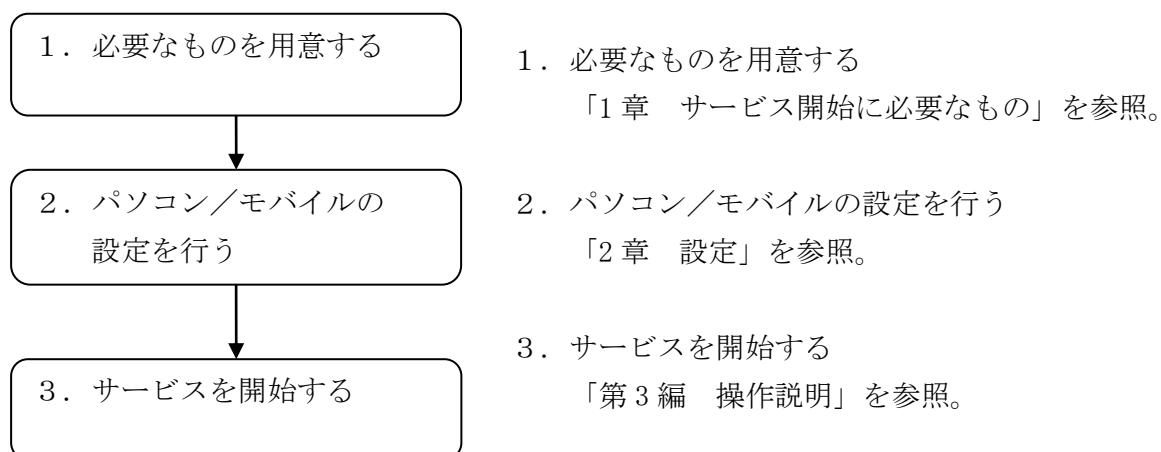 １．必要なものを用意する
２．パソコン／モバイルの
設定を行う
３．サービスを開始する
１．必要なものを用意する
「1 章　サービス開始に必要なもの」を参照。
２．パソコン／モバイルの設定を行う
「2 章　設定」を参照。
３．サービスを開始する
「第 3 編　操作説明」を参照。